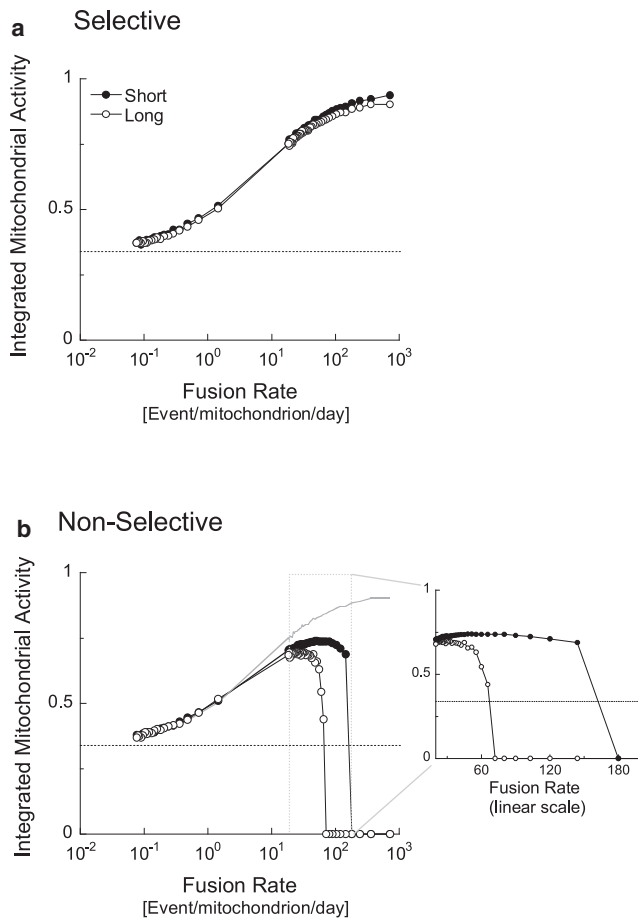 a Selective
Integrated Mitochondrial Activity
1
0.5
0
Short
Long
10^-2 10^-1 10^0 10^1 10^2 10^3
Fusion Rate
[Event/mitochondrion/day]
b Non-Selective
Integrated Mitochondrial Activity
1
0.5
0
10^-2 10^-1 10^0 10^1 10^2 10^3
Fusion Rate
[Event/mitochondrion/day]
1
0.5
0
60 120 180
Fusion Rate
(linear scale)